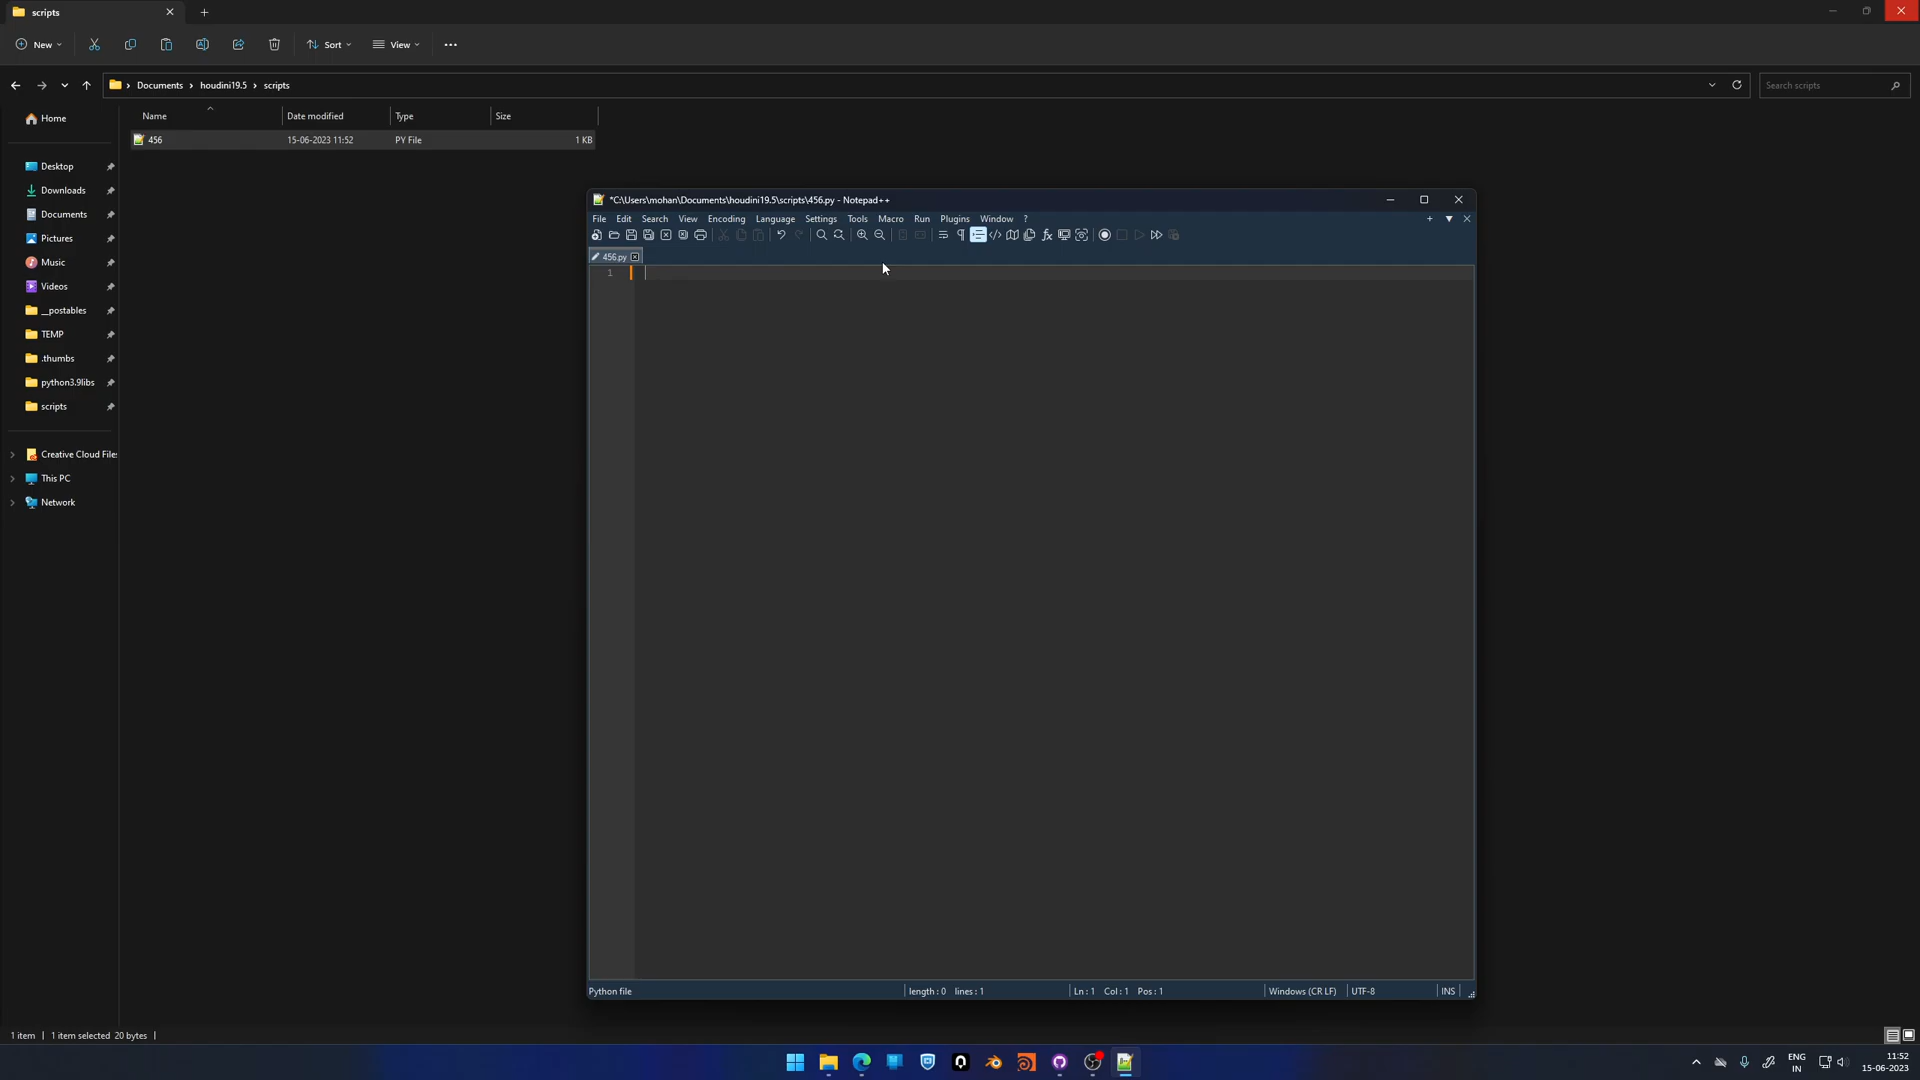 scripts
New
Sort
View
Documents
houdini19.5
scripts
Search scripts
Name
Date modified
Type
Size
Home
456
15-06-2023 11:52
PY File
1 KB
Desktop
Downloads
Documents
Pictures
Music
Videos
__postables
TEMP
.thumbs
python3.9libs
scripts
Creative Cloud Files
This PC
Network
*C:\Users\mohan\Documents\houdini19.5\scripts\456.py - Notepad++
File Edit Search View Encoding Language Settings Tools Macro Run Plugins Window ?
456.py
1
Python file
length : 0 lines : 1
Ln : 1 Col : 1 Pos : 1
Windows (CR LF)
UTF-8
INS
1 item
1 item selected 20 bytes
ENG
IN
11:52
15-06-2023